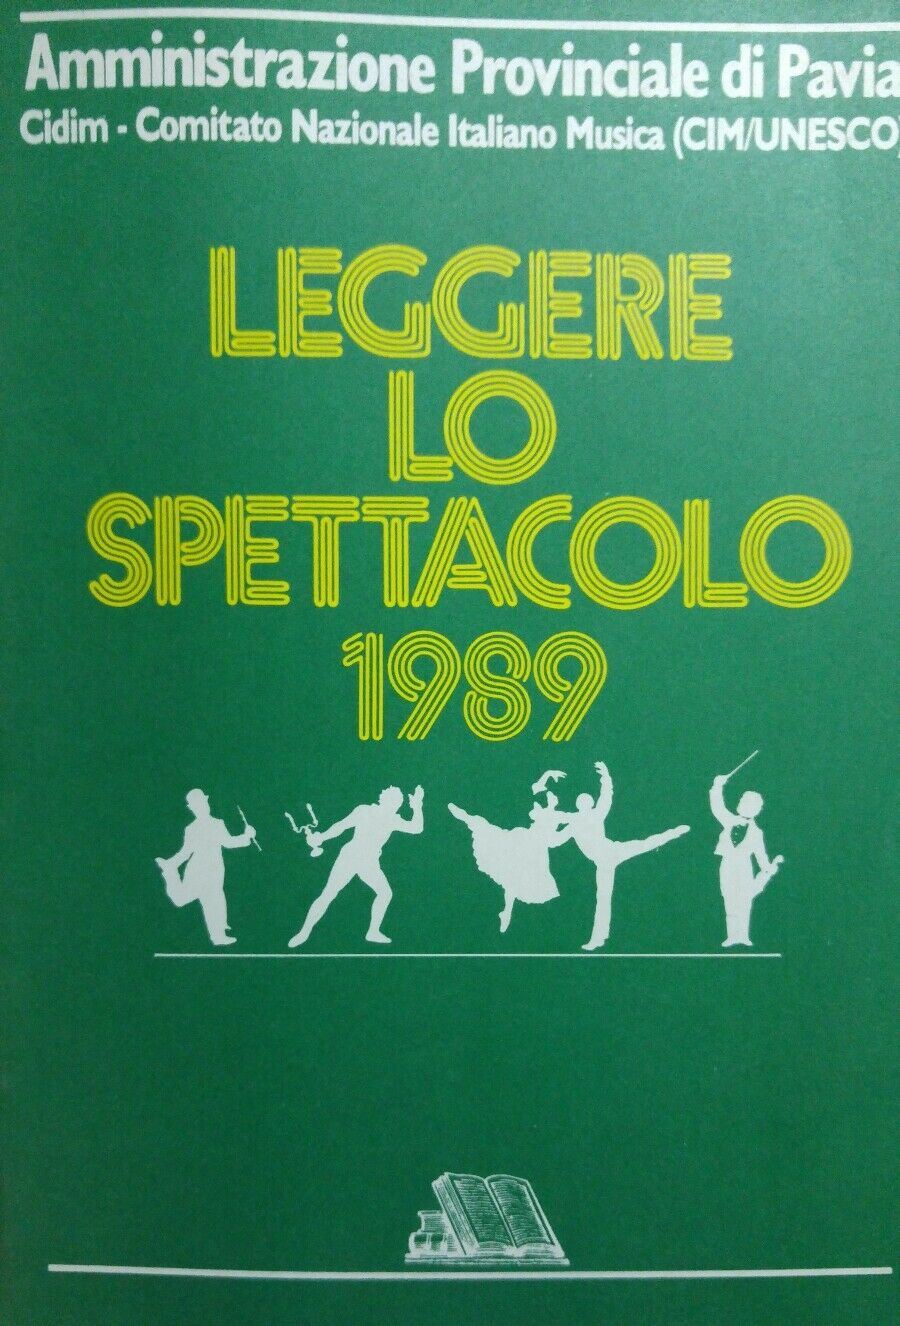 Amministrazione Provinciale di Pavia
Cidim - Comitato Nazionale Italiano Musica (CIM/UNESCO)
LEGGERE
LO
SPETTACOLO
1989